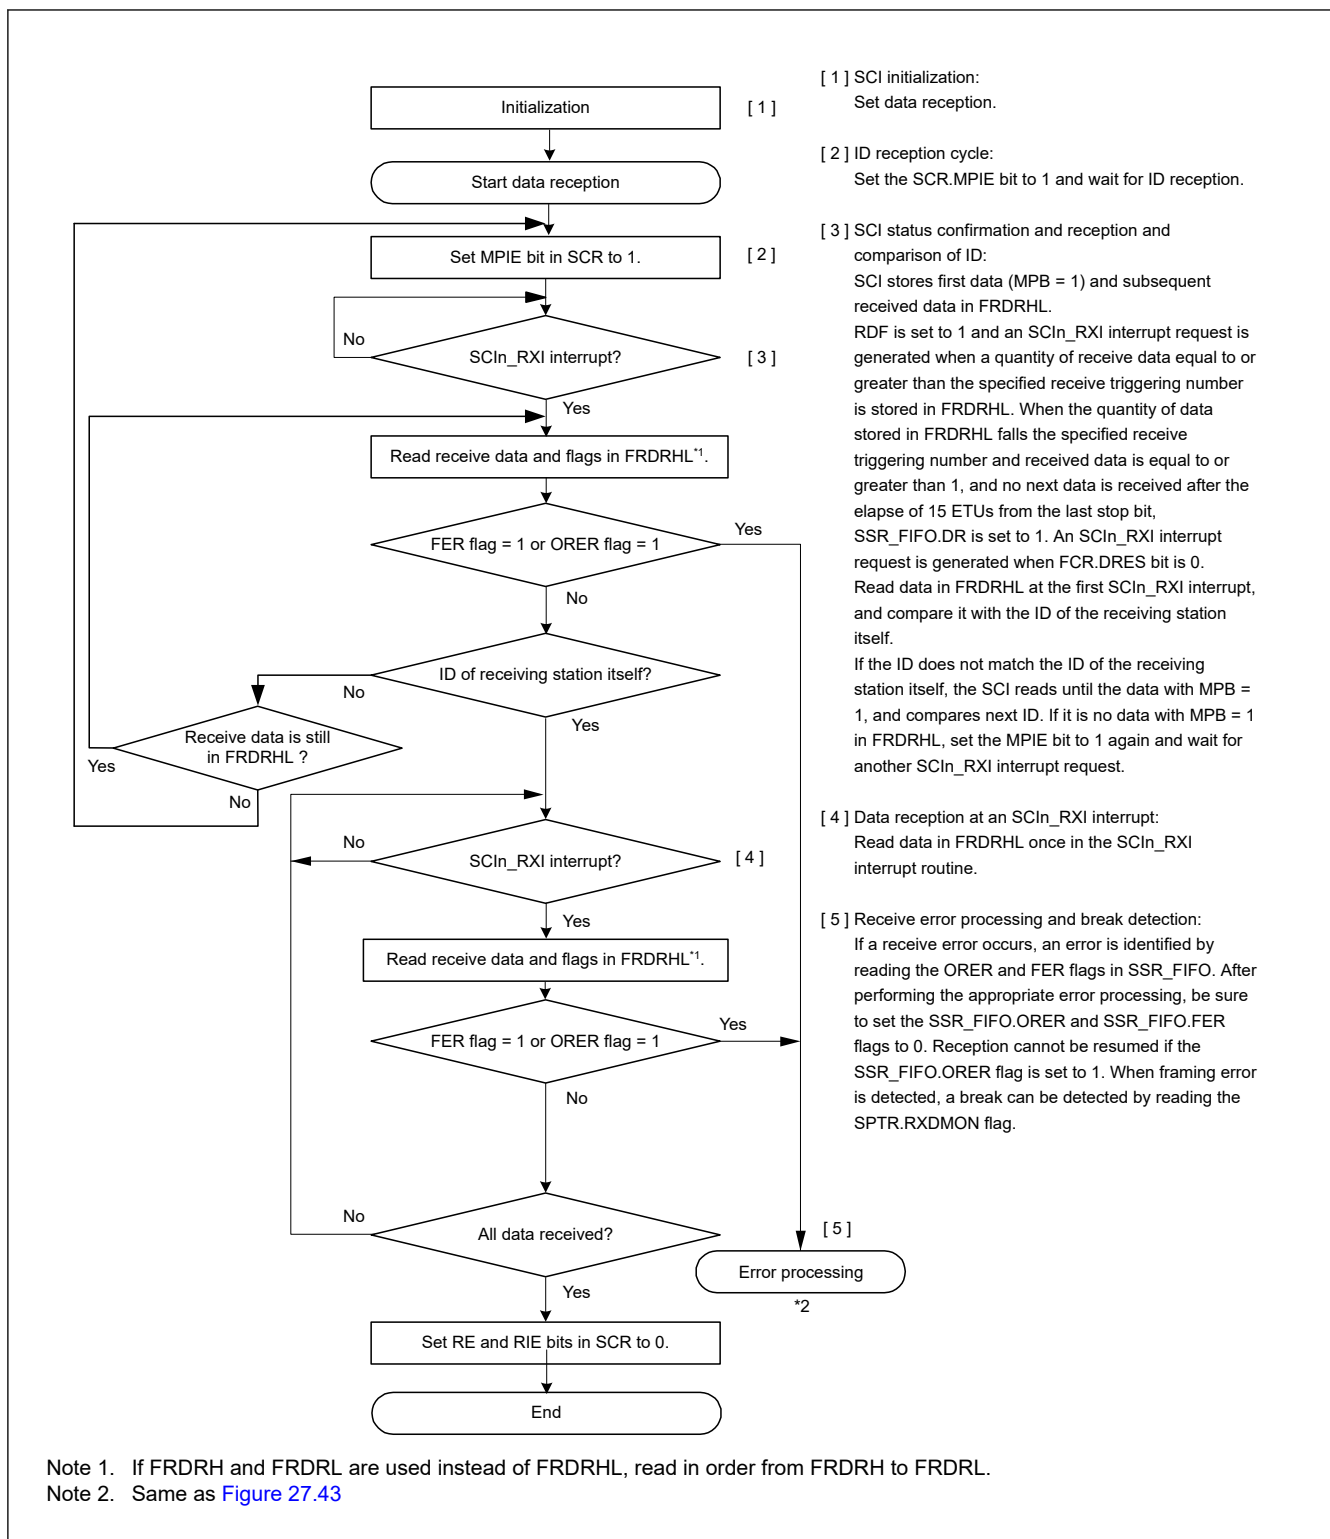 Initialization
[ 1 ]
Start data reception
Set MPIE bit in SCR to 1.
[ 2 ]
No
SCIn_RXI interrupt?
[ 3 ]
Yes
Read receive data and flags in FRDRHL*1.
FER flag = 1 or ORER flag = 1
Yes
No
ID of receiving station itself?
No
Yes
Receive data is still
in FRDRHL ?
Yes
No
No
SCIn_RXI interrupt?
[ 4 ]
Yes
Read receive data and flags in FRDRHL*1.
FER flag = 1 or ORER flag = 1
Yes
No
No
All data received?
Yes
[ 5 ]
Error processing
*2
Set RE and RIE bits in SCR to 0.
End
[ 1 ] SCI initialization:
Set data reception.
[ 2 ] ID reception cycle:
Set the SCR.MPIE bit to 1 and wait for ID reception.
[ 3 ] SCI status confirmation and reception and
comparison of ID:
SCI stores first data (MPB = 1) and subsequent
received data in FRDRHL.
RDF is set to 1 and an SCIn_RXI interrupt request is
generated when a quantity of receive data equal to or
greater than the specified receive triggering number
is stored in FRDRHL. When the quantity of data
stored in FRDRHL falls the specified receive
triggering number and received data is equal to or
greater than 1, and no next data is received after the
elapse of 15 ETUs from the last stop bit,
SSR_FIFO.DR is set to 1. An SCIn_RXI interrupt
request is generated when FCR.DRES bit is 0.
Read data in FRDRHL at the first SCIn_RXI interrupt,
and compare it with the ID of the receiving station
itself.
If the ID does not match the ID of the receiving
station itself, the SCI reads until the data with MPB =
1, and compares next ID. If it is no data with MPB = 1
in FRDRHL, set the MPIE bit to 1 again and wait for
another SCIn_RXI interrupt request.
[ 4 ] Data reception at an SCIn_RXI interrupt:
Read data in FRDRHL once in the SCIn_RXI
interrupt routine.
[ 5 ] Receive error processing and break detection:
If a receive error occurs, an error is identified by
reading the ORER and FER flags in SSR_FIFO. After
performing the appropriate error processing, be sure
to set the SSR_FIFO.ORER and SSR_FIFO.FER
flags to 0. Reception cannot be resumed if the
SSR_FIFO.ORER flag is set to 1. When framing error
is detected, a break can be detected by reading the
SPTR.RXDMON flag.
Note 1. If FRDRH and FRDRL are used instead of FRDRHL, read in order from FRDRH to FRDRL.
Note 2. Same as Figure 27.43